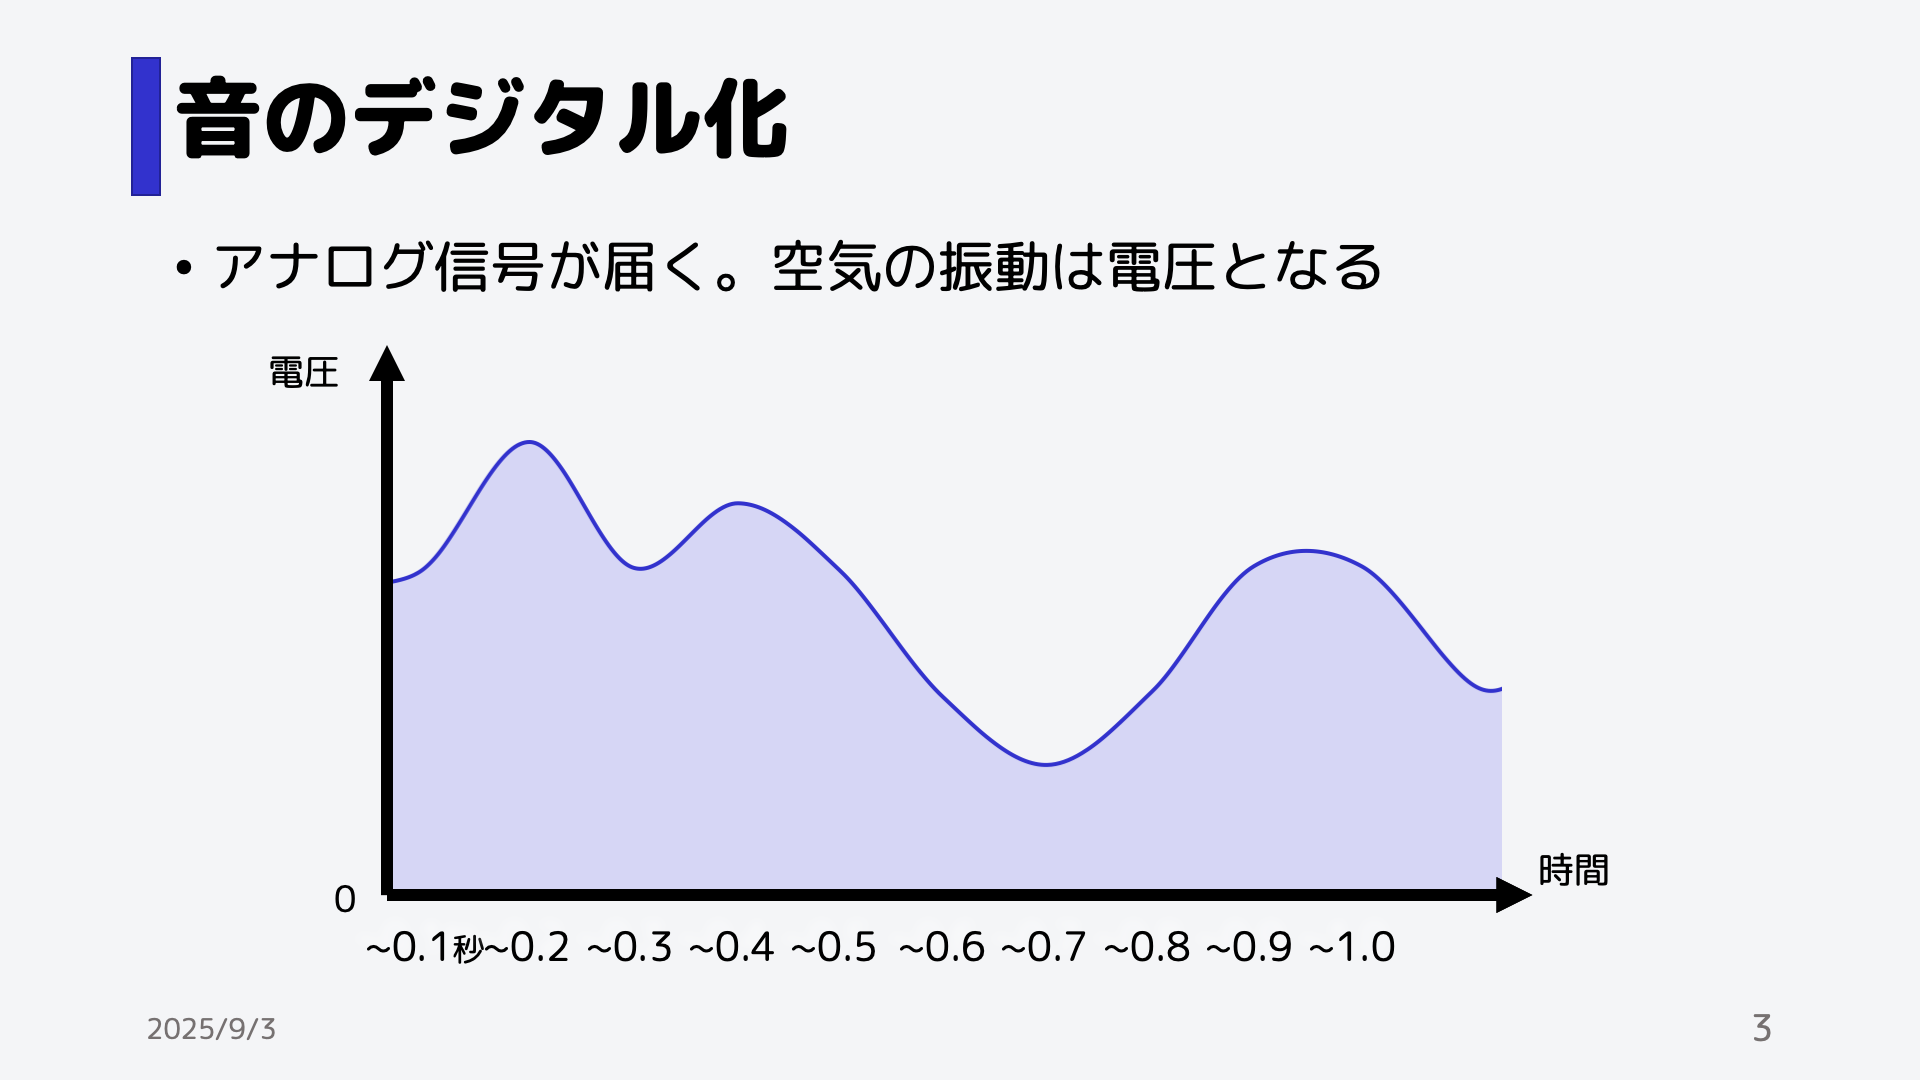 音のデジタル化
• アナログ信号が届く。空気の振動は電圧となる
電圧
時間
0
~0.1秒~0.2 ~0.3 ~0.4 ~0.5 ~0.6 ~0.7 ~0.8 ~0.9 ~1.0
2025/9/3
3